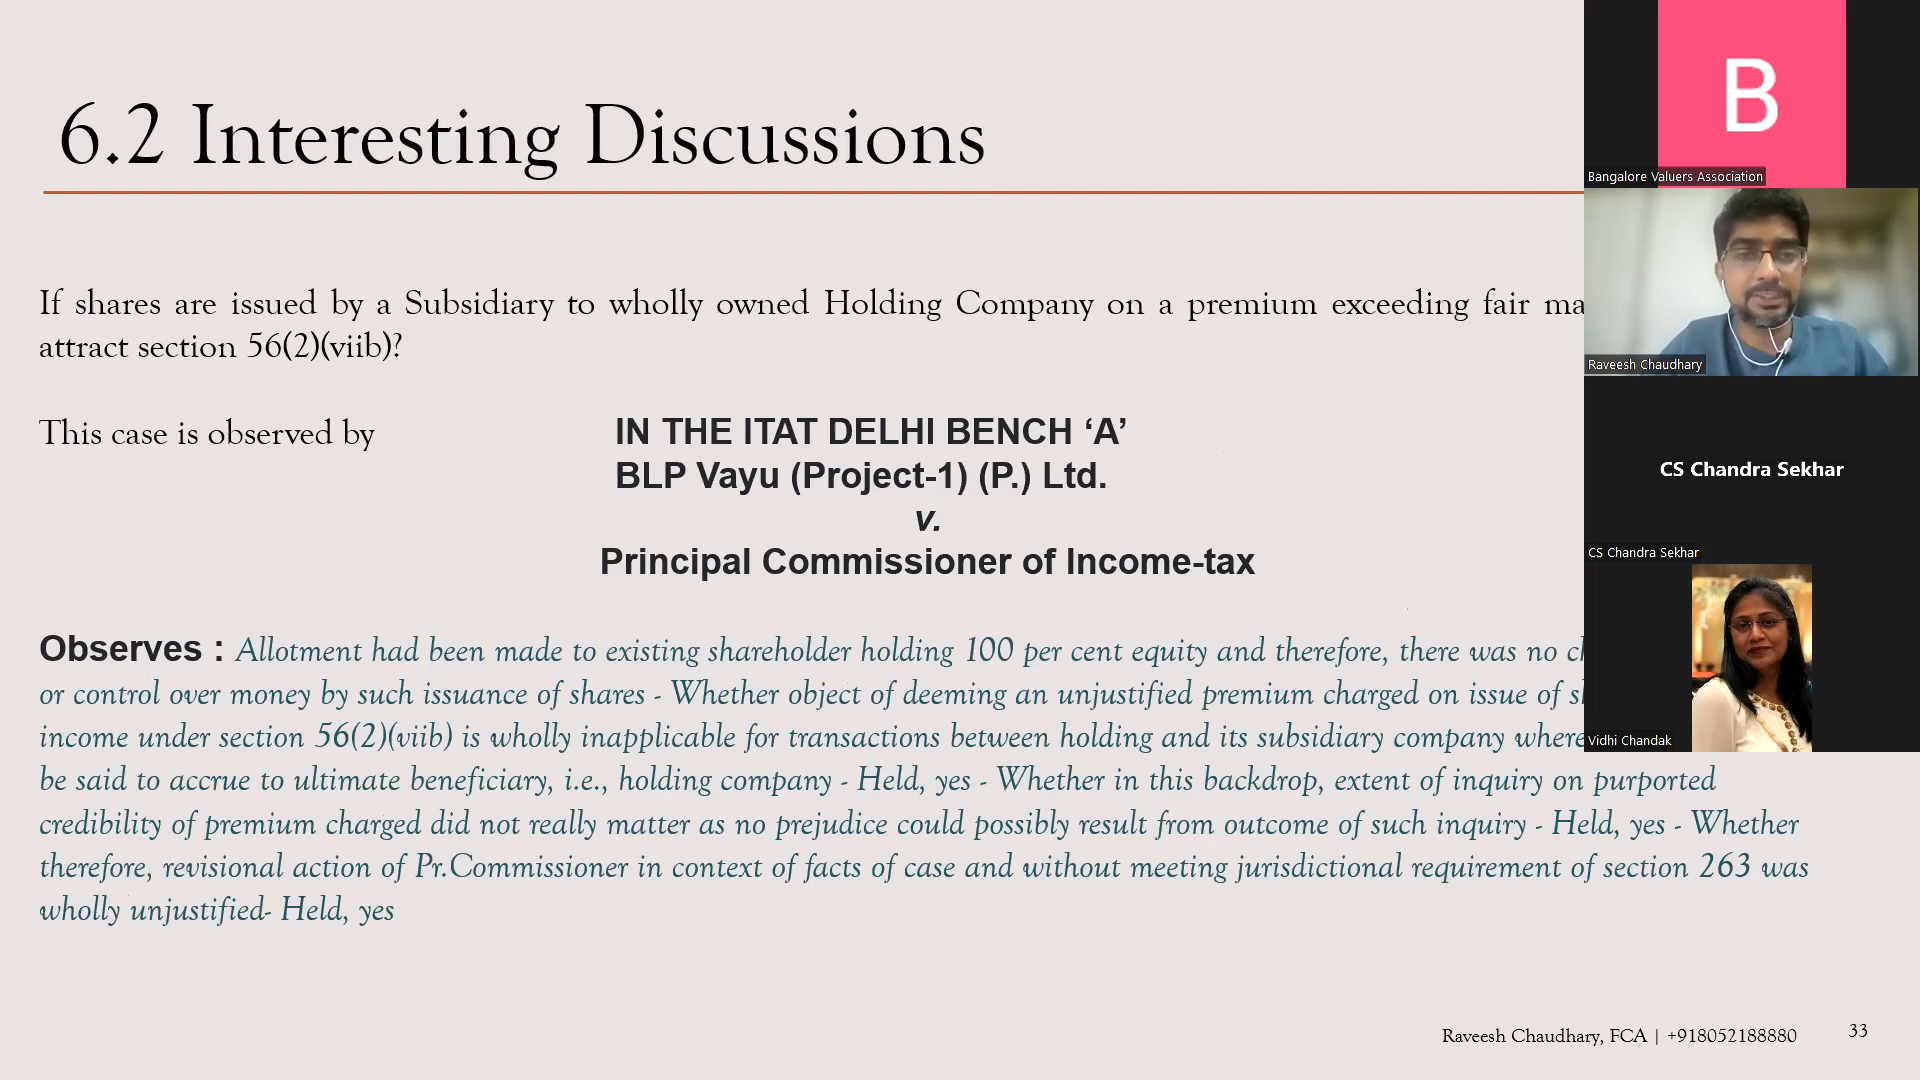 6.2 Interesting Discussions
If shares are issued by a Subsidiary to wholly owned Holding Company on a premium exceeding fair
attract section 56(2)(viib)?
This case is observed by
IN THE ITAT DELHI BENCH ‘A’
BLP Vayu (Project-1) (P.) Ltd.
v.
Principal Commissioner of Income-tax
Observes : Allotment had been made to existing shareholder holding 100 per cent equity and therefore, there was no
or control over money by such issuance of shares - Whether object of deeming an unjustified premium charged on issue of
income under section 56(2)(viib) is wholly inapplicable for transactions between holding and its subsidiary company where
be said to accrue to ultimate beneficiary, i.e., holding company - Held, yes - Whether in this backdrop, extent of inquiry on purported
credibility of premium charged did not really matter as no prejudice could possibly result from outcome of such inquiry - Held, yes - Whether
therefore, revisional action of Pr.Commissioner in context of facts of case and without meeting jurisdictional requirement of section 263 was
wholly unjustified- Held, yes
Raveesh Chaudhary, FCA | +918052188880
33
B
Bangalore Valuers Association
Raveesh Chaudhary
CS Chandra Sekhar
CS Chandra Sekhar
Vidhi Chandak